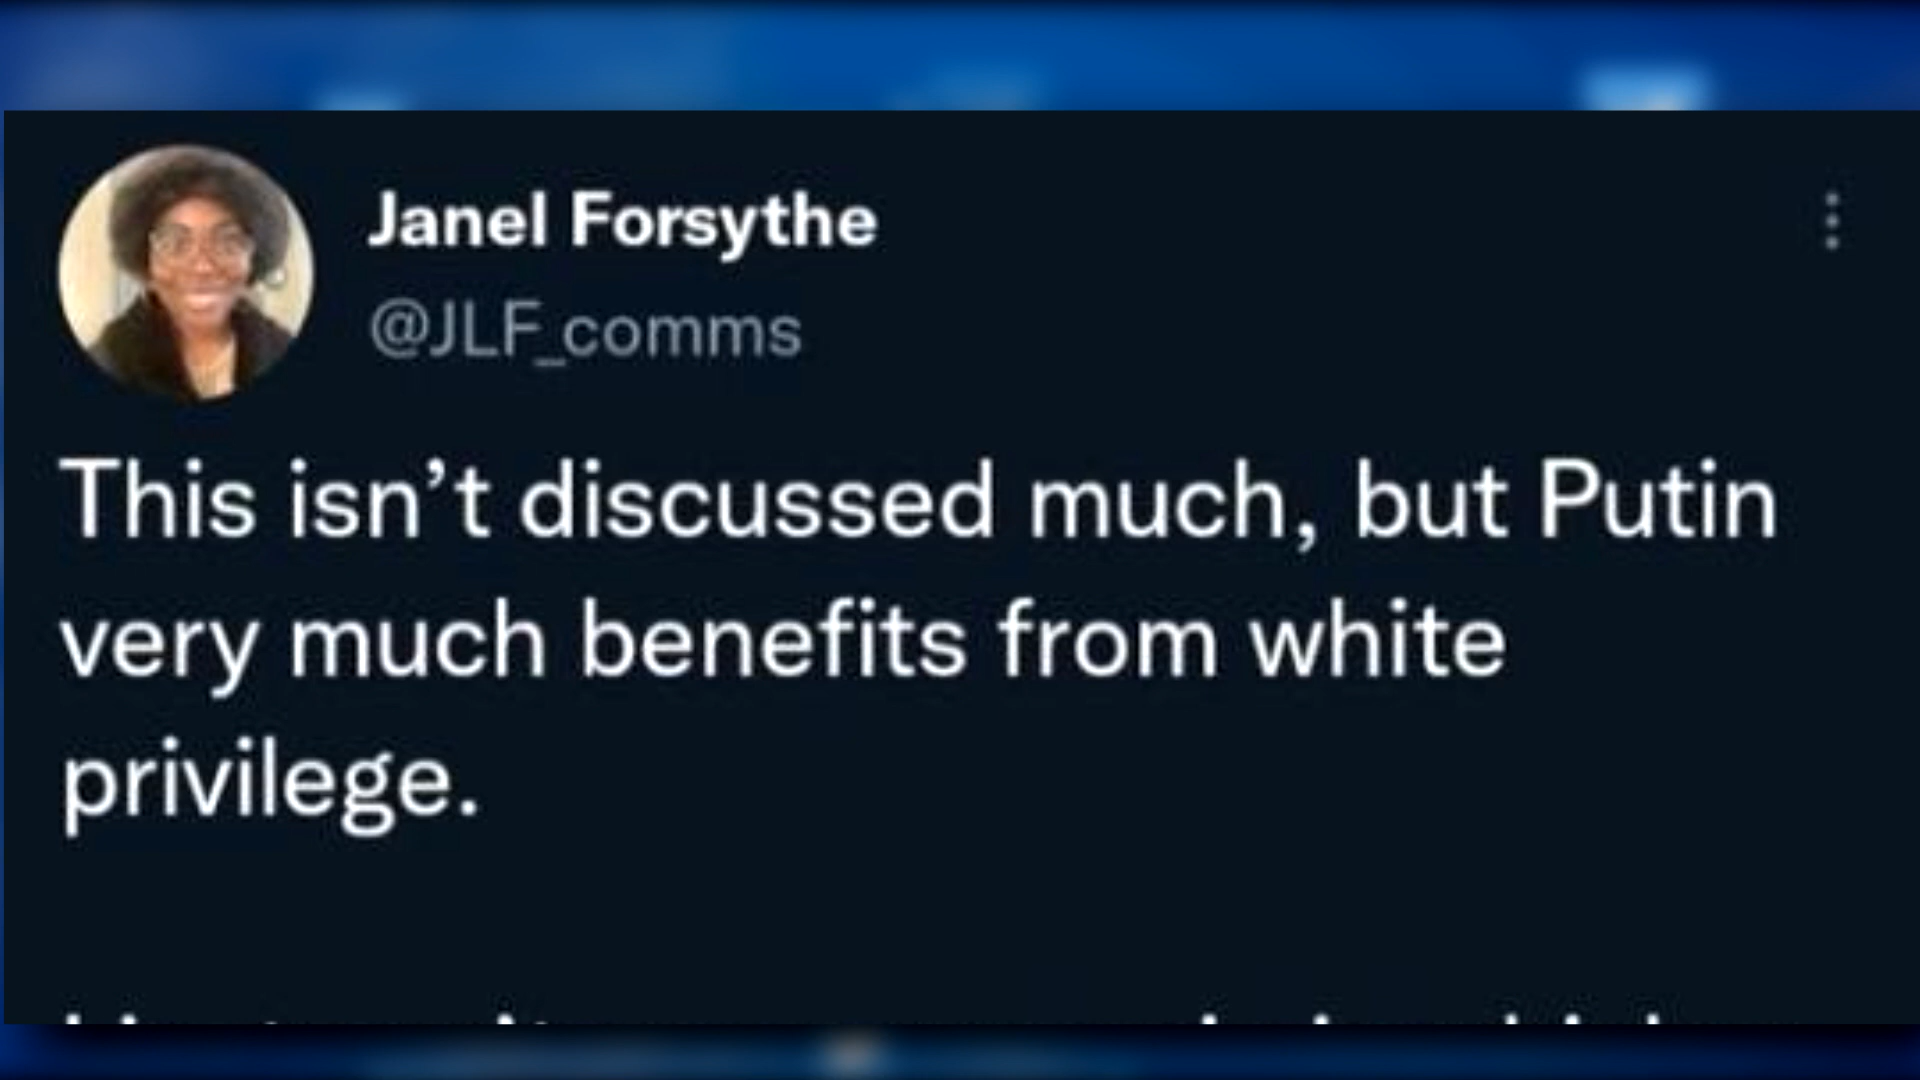 Janel Forsythe
@JLF_comms
This isn’t discussed much, but Putin
very much benefits from white
privilege.